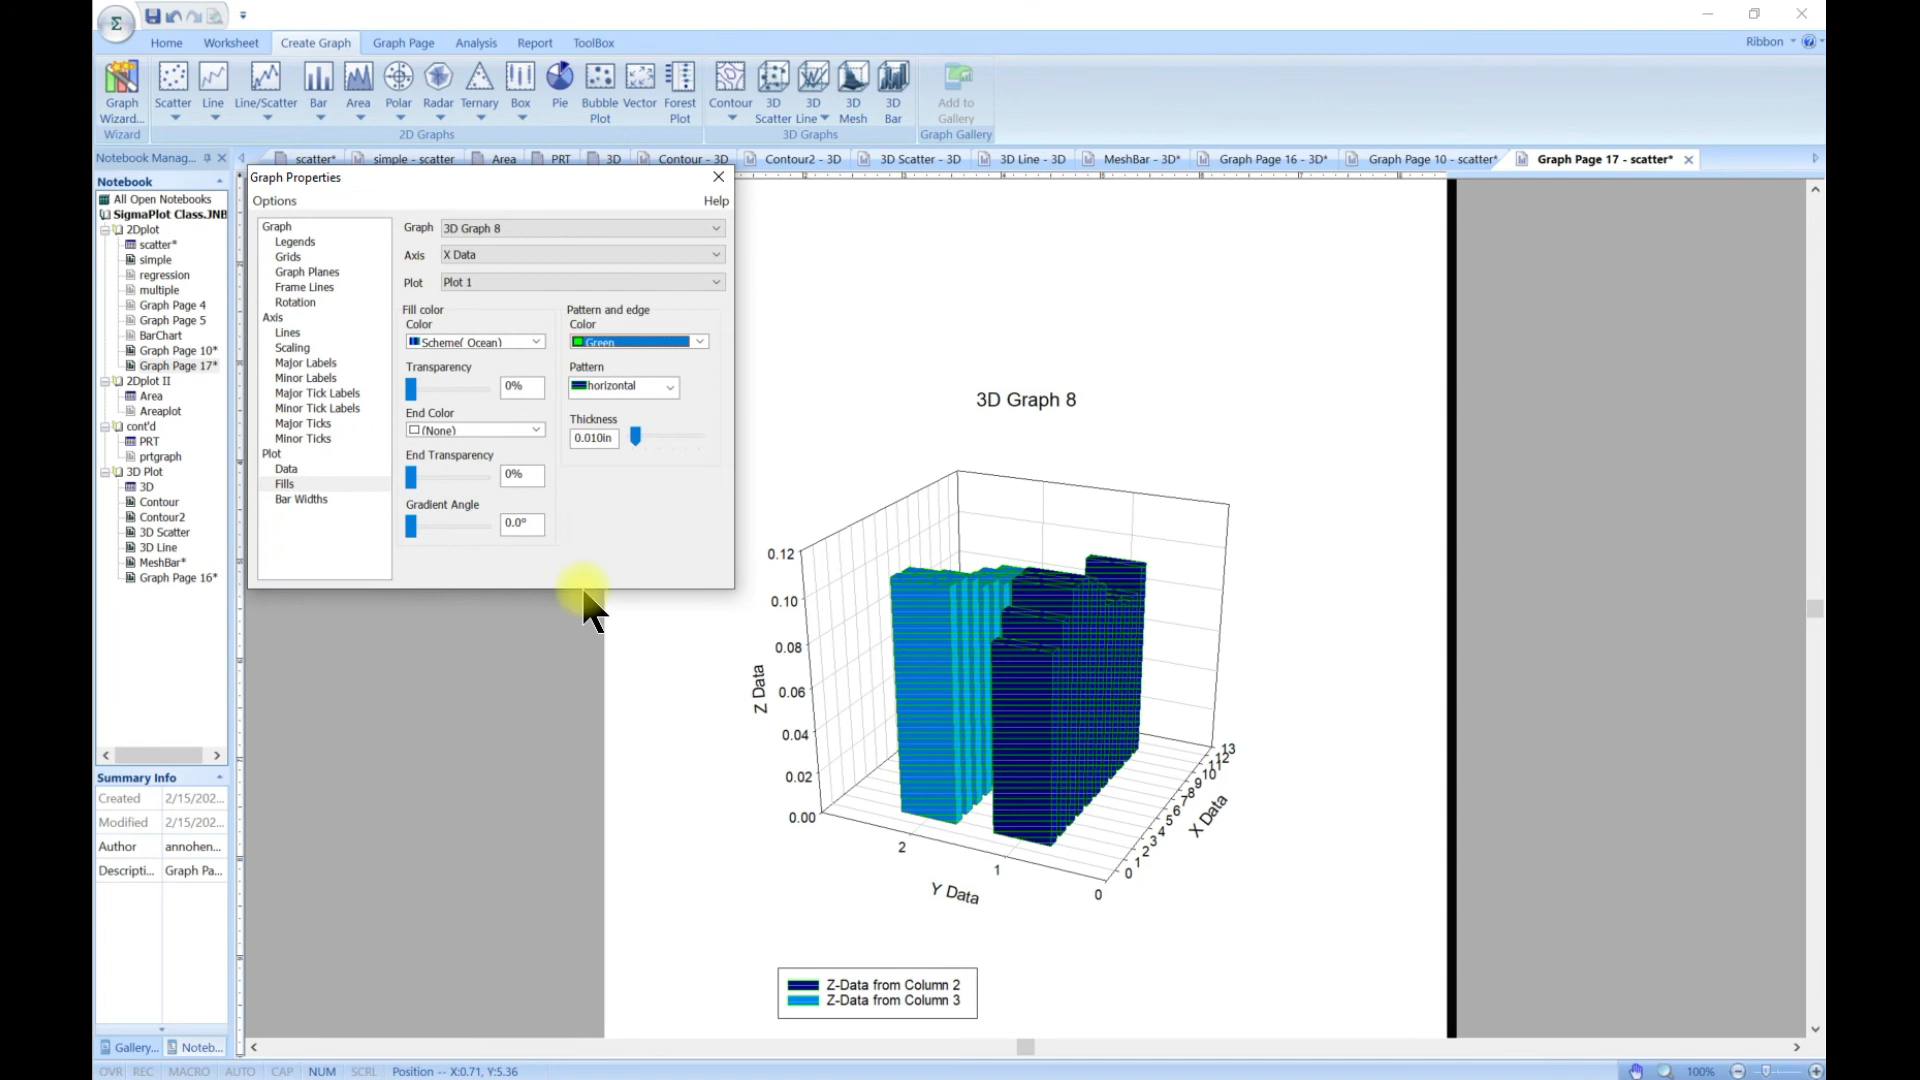 Σ
Home Worksheet Create Graph Graph Page Analysis Report ToolBox
Ribbon
Graph Wizard...
Scatter
Line
Line/Scatter
Bar
Area
Polar
Radar
Ternary
Box
Pie
Bubble Plot
Vector
Forest Plot
Contour
3D Scatter
3D Line
3D Mesh
3D Bar
Add to Gallery
Wizard
2D Graphs
3D Graphs
Graph Gallery
Notebook Manag...
scatter* simple - scatter Area PRT 3D Contour - 3D Contour2 - 3D 3D Scatter - 3D 3D Line - 3D MeshBar - 3D* Graph Page 16 - 3D* Graph Page 10 - scatter* Graph Page 17 - scatter*
Notebook
All Open Notebooks
SigmaPlot Class.JNB
2Dplot
scatter*
simple
regression
multiple
Graph Page 4
Graph Page 5
BarChart
Graph Page 10*
Graph Page 17*
2Dplot II
Area
Areaplot
cont'd
PRT
prtgraph
3D Plot
3D
Contour
Contour2
3D Scatter
3D Line
MeshBar*
Graph Page 16*
Summary Info
Created 2/15/202...
Modified 2/15/202...
Author annohen...
Descripti... Graph Pa...
Gallery... Noteb...
Graph Properties
Options Help
Graph
Legends
Grids
Graph Planes
Frame Lines
Rotation
Axis
Lines
Scaling
Major Labels
Minor Labels
Major Tick Labels
Minor Tick Labels
Major Ticks
Minor Ticks
Plot
Data
Fills
Bar Widths
Graph 3D Graph 8
Axis X Data
Plot Plot 1
Fill color
Color
Scheme( Ocean)
Transparency
0%
End Color
(None)
End Transparency
0%
Gradient Angle
0.0°
Pattern and edge
Color
Green
Pattern
horizontal
Thickness
0.010in
3D Graph 8
0.12
0.10
0.08
0.06
0.04
0.02
0.00
Z Data
2
1
0
Y Data
0
1
2
3
4
5
6
7
8
9
10
12
13
X Data
Z-Data from Column 2
Z-Data from Column 3
OVR REC MACRO AUTO CAP NUM SCRL Position -- X:0.71, Y:5.36
100%